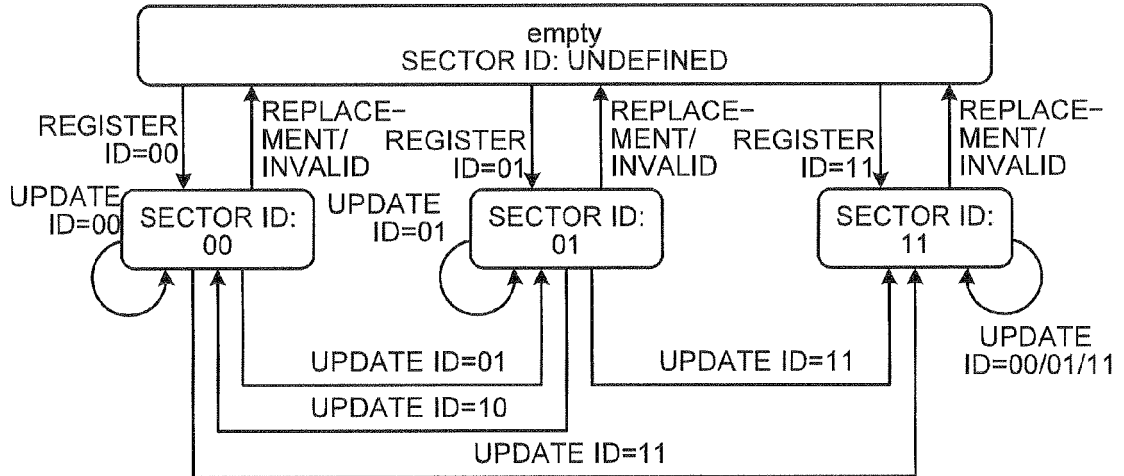 empty
SECTOR ID: UNDEFINED
REGISTER
ID=00
REPLACE-
MENT/
INVALID
REGISTER
ID=01
REPLACE-
MENT/
INVALID
REGISTER
ID=11
REPLACE-
MENT/
INVALID
UPDATE
ID=00
SECTOR ID:
00
UPDATE
ID=01
SECTOR ID:
01
SECTOR ID:
11
UPDATE
ID=00/01/11
UPDATE ID=01
UPDATE ID=11
UPDATE ID=10
UPDATE ID=11